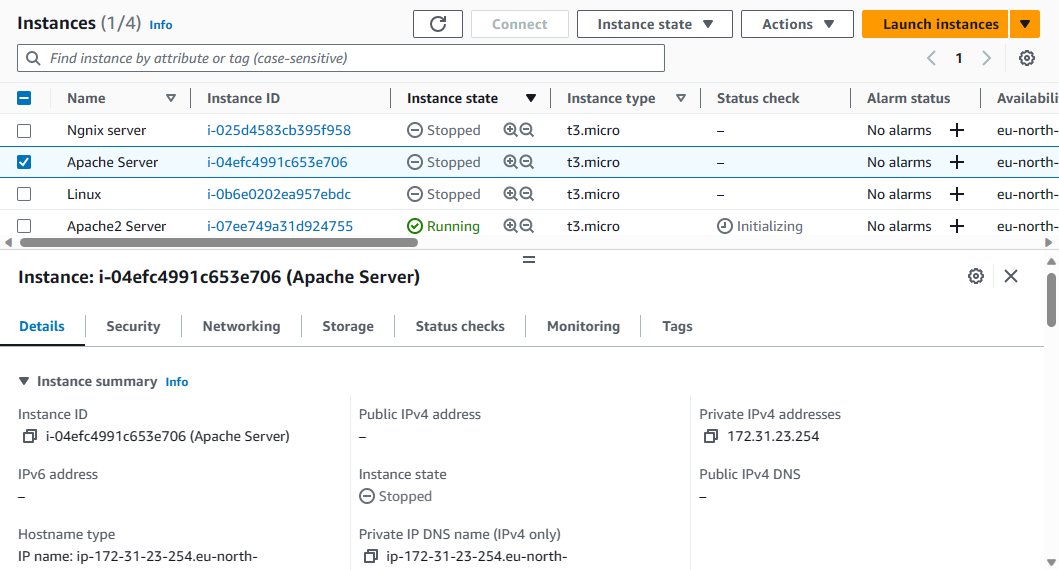 Instances (1/4) Info Connect Instance state Actions Launch instances
Find instance by attribute or tag (case-sensitive) 1
Name Instance ID Instance state Instance type Status check Alarm status Availabili
Ngnix server i-025d4583cb395f958 Stopped t3.micro – No alarms + eu-north-
Apache Server i-04efc4991c653e706 Stopped t3.micro – No alarms + eu-north-
Linux i-0b6e0202ea957ebdc Stopped t3.micro – No alarms + eu-north-
Apache2 Server i-07ee749a31d924755 Running t3.micro Initializing No alarms + eu-north-
Instance: i-04efc4991c653e706 (Apache Server)
Details Security Networking Storage Status checks Monitoring Tags
Instance summary Info
Instance ID Public IPv4 address Private IPv4 addresses
i-04efc4991c653e706 (Apache Server) – 172.31.23.254
IPv6 address Instance state Public IPv4 DNS
– Stopped –
Hostname type Private IP DNS name (IPv4 only)
IP name: ip-172-31-23-254.eu-north- ip-172-31-23-254.eu-north-